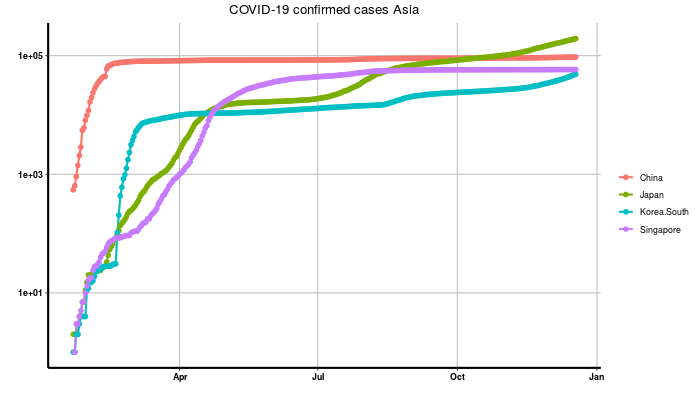 COVID-19 confirmed cases Asia
1e+05
1e+03
1e+01
Apr
Jul
Oct
Jan
China
Japan
Korea.South
Singapore